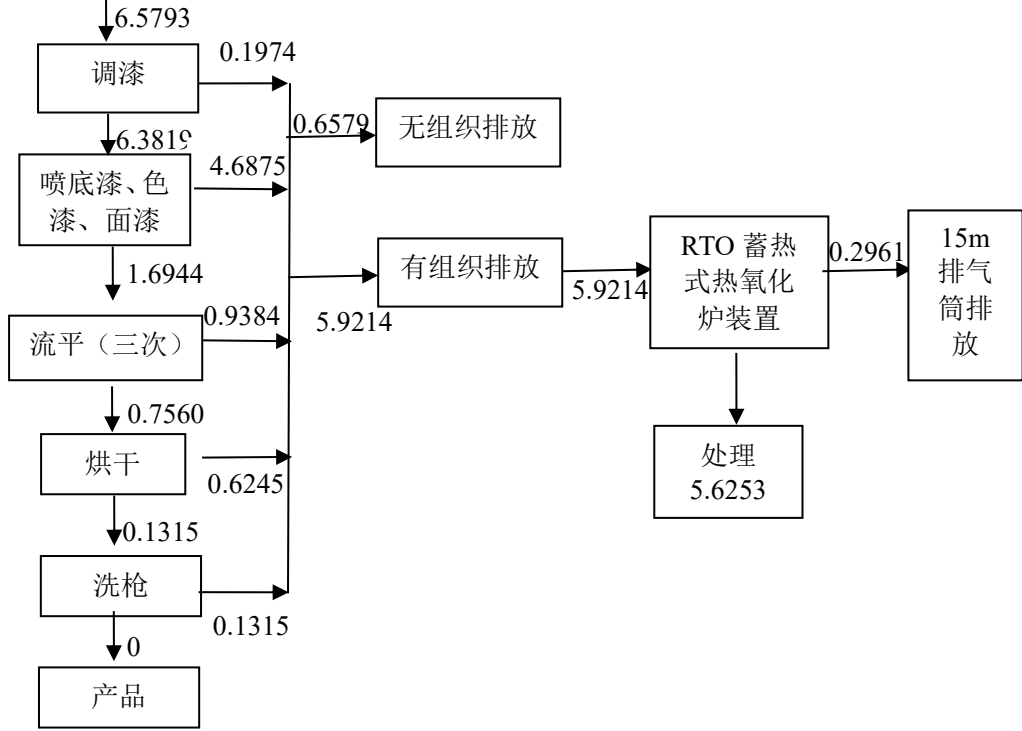 6.5793
调漆
0.1974
6.3819
喷底漆、色
漆、面漆
4.6875
1.6944
流平（三次）
0.9384
0.7560
烘干
0.6245
0.1315
洗枪
0.1315
0
产品
0.6579
无组织排放
有组织排放
5.9214
5.9214
RTO 蓄热
式热氧化
炉装置
0.2961
15m
排气
筒排
放
处理
5.6253